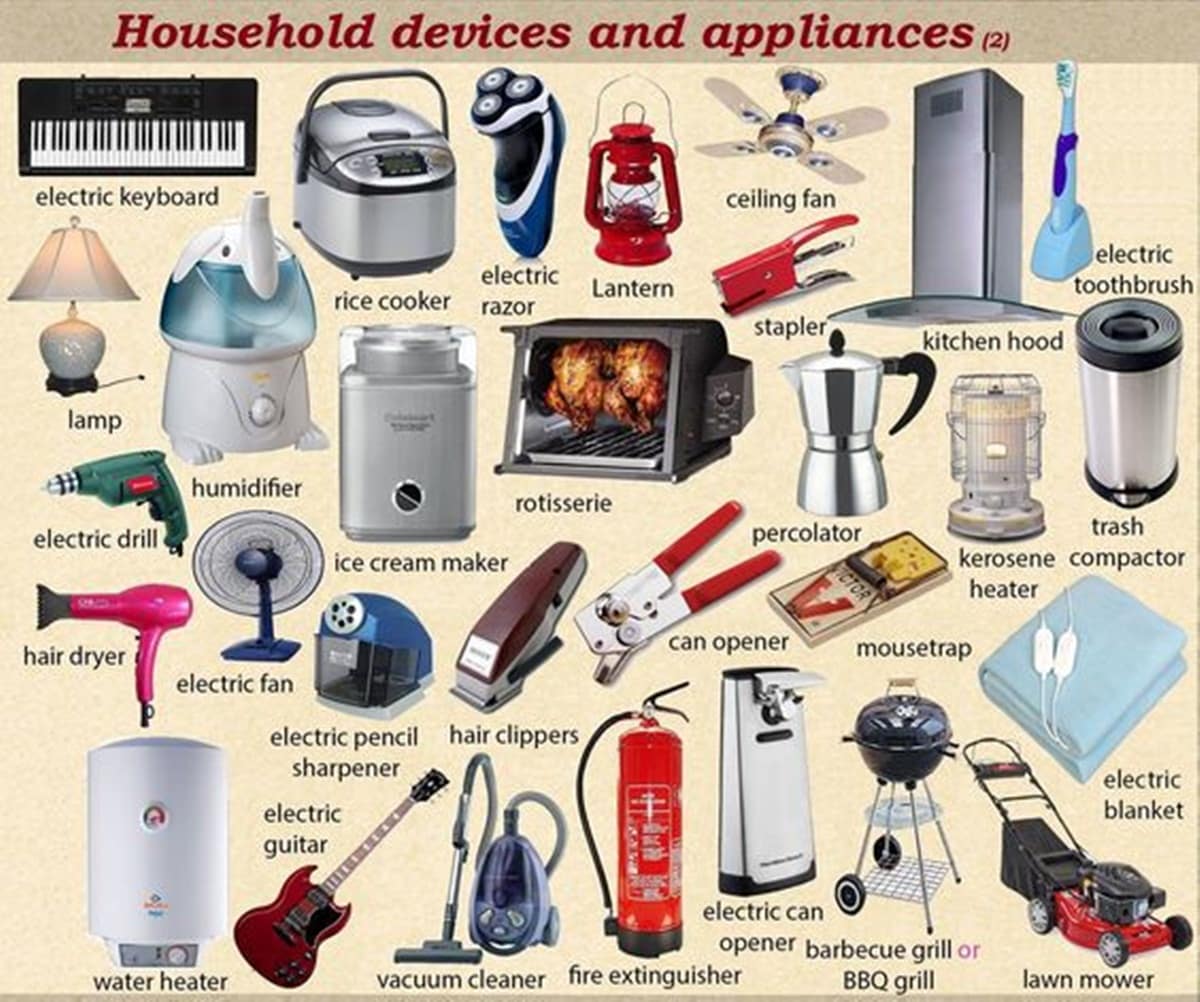 Household devices and appliances (2)
electric keyboard
rice cooker
electric
razor
Lantern
ceiling fan
stapler
kitchen hood
electric
toothbrush
lamp
humidifier
ice cream maker
rotisserie
percolator
kerosene
heater
trash
compactor
electric drill
hair dryer
electric fan
electric pencil
sharpener
hair clippers
can opener
VICTOR
mousetrap
electric
blanket
water heater
electric
guitar
vacuum cleaner
fire extinguisher
electric can
opener
barbecue grill or
BBQ grill
lawn mower